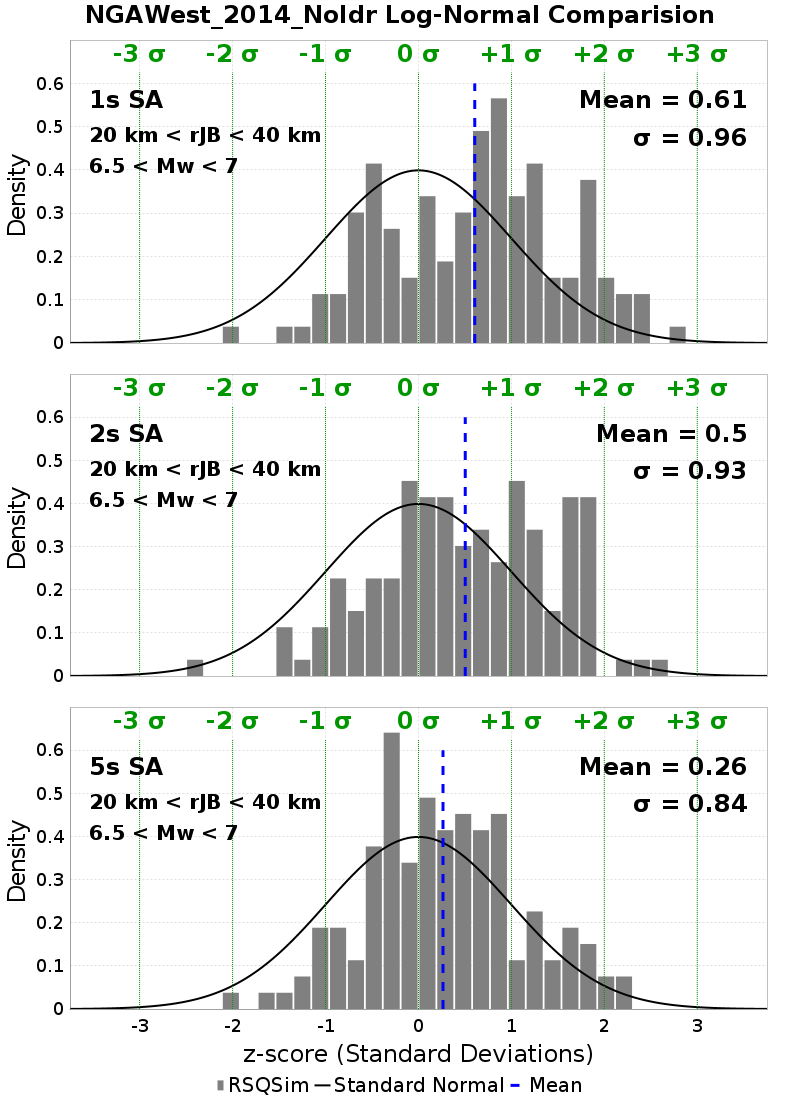 NGAWest_2014_NoIdr Log-Normal Comparision
-3 σ -2 σ -1 σ 0 σ +1 σ +2 σ +3 σ
1s SA
20 km < rJB < 40 km
6.5 < Mw < 7
Mean = 0.61
σ = 0.96
Density
0.6
0.5
0.4
0.3
0.2
0.1
0
-3 σ -2 σ -1 σ 0 σ +1 σ +2 σ +3 σ
2s SA
20 km < rJB < 40 km
6.5 < Mw < 7
Mean = 0.5
σ = 0.93
Density
0.6
0.5
0.4
0.3
0.2
0.1
0
-3 σ -2 σ -1 σ 0 σ +1 σ +2 σ +3 σ
5s SA
20 km < rJB < 40 km
6.5 < Mw < 7
Mean = 0.26
σ = 0.84
Density
0.6
0.5
0.4
0.3
0.2
0.1
0
-3 -2 -1 0 1 2 3
z-score (Standard Deviations)
RSQSim Standard Normal Mean